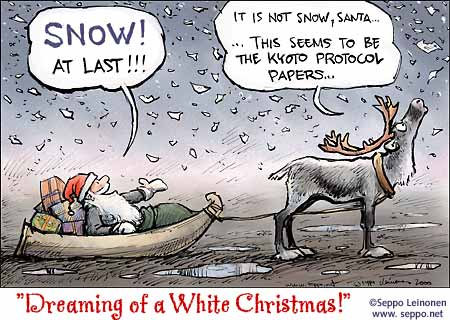 SNOW!
AT LAST!!!
IT IS NOT SNOW, SANTA...
... THIS SEEMS TO BE
THE KYOTO PROTOCOL
PAPERS...
"Dreaming of a White Christmas!"
©Seppo Leinonen
www. seppo.net